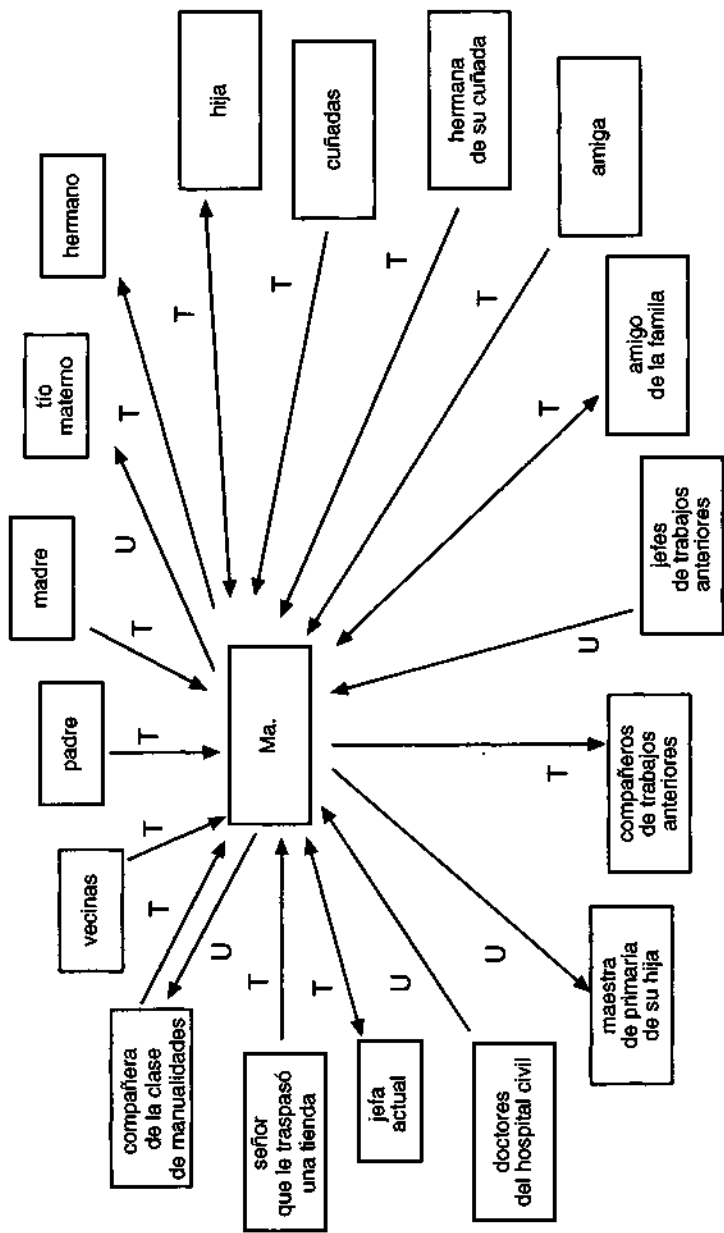 hermano
tío
materno
madre
padre
vecinas
compañera
de la clase
de manualidades
señor
que le traspasó
una tienda
jefa
actual
doctores
del hospital civil
maestra
de primaria
de su hija
compañeros
de trabajos
anteriores
jefes
de trabajos
anteriores
amigo
de la famila
amiga
hermana
de su cuñada
cuñadas
hija
Ma.
T
U
T
T
T
T
U
T
T
U
U
T
U
T
T
T
T
T